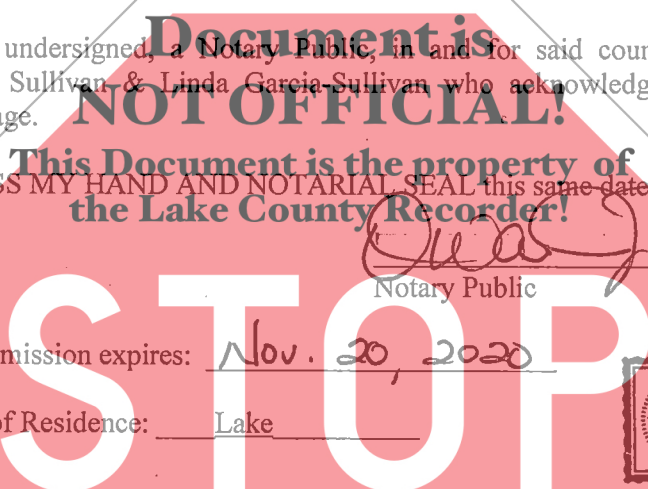 Document is
undersigned, a Notary Public, in and for said coun
Sullivan & Linda Garcia-Sullivan who acknowledg
NOT OFFICIAL!
ge.
This Document is the property of
SS MY HAND AND NOTARIAL SEAL this same date
the Lake County Recorder!
Notary Public
STOP
mission expires: Nov. 20, 2020
of Residence: Lake